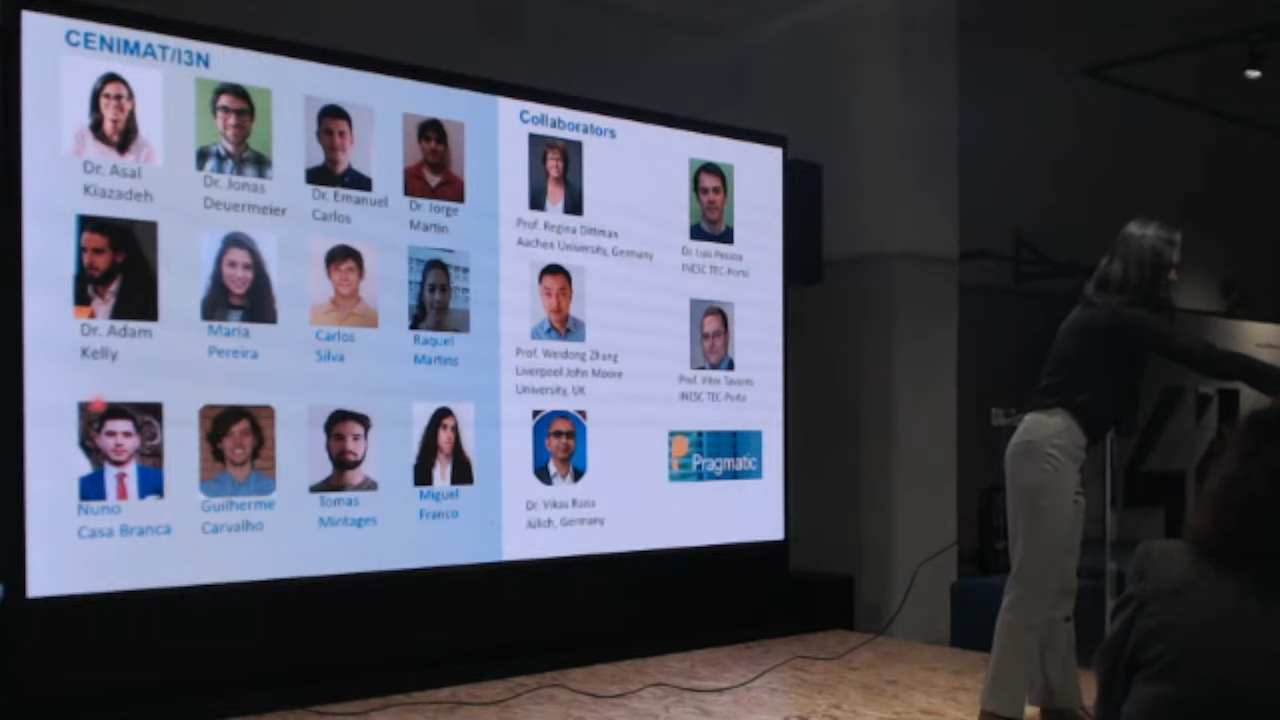 CENIMAT/I3N
Dr. Asal
Kiazadeh
Dr. Jonas
Deuermeier
Dr. Emanuel
Carlos
Dr. Jorge
Martin
Dr. Adam
Kelly
Maria
Pereira
Carlos
Silva
Raquel
Martins
Nuno
Casa Branca
Guilherme
Carvalho
Tomas
Mintages
Miguel
Franco
Collaborators
Prof. Regina Dittman
Aachen University, Germany
Dr. Luis Pessoa
INESC TEC-Porto
Prof. Weidong Zhang
Liverpool John Moore
University, UK
Prof. Vitor Tavares
INESC TEC-Porto
Dr. Vikas Rana
Jülich, Germany
Pragmatic